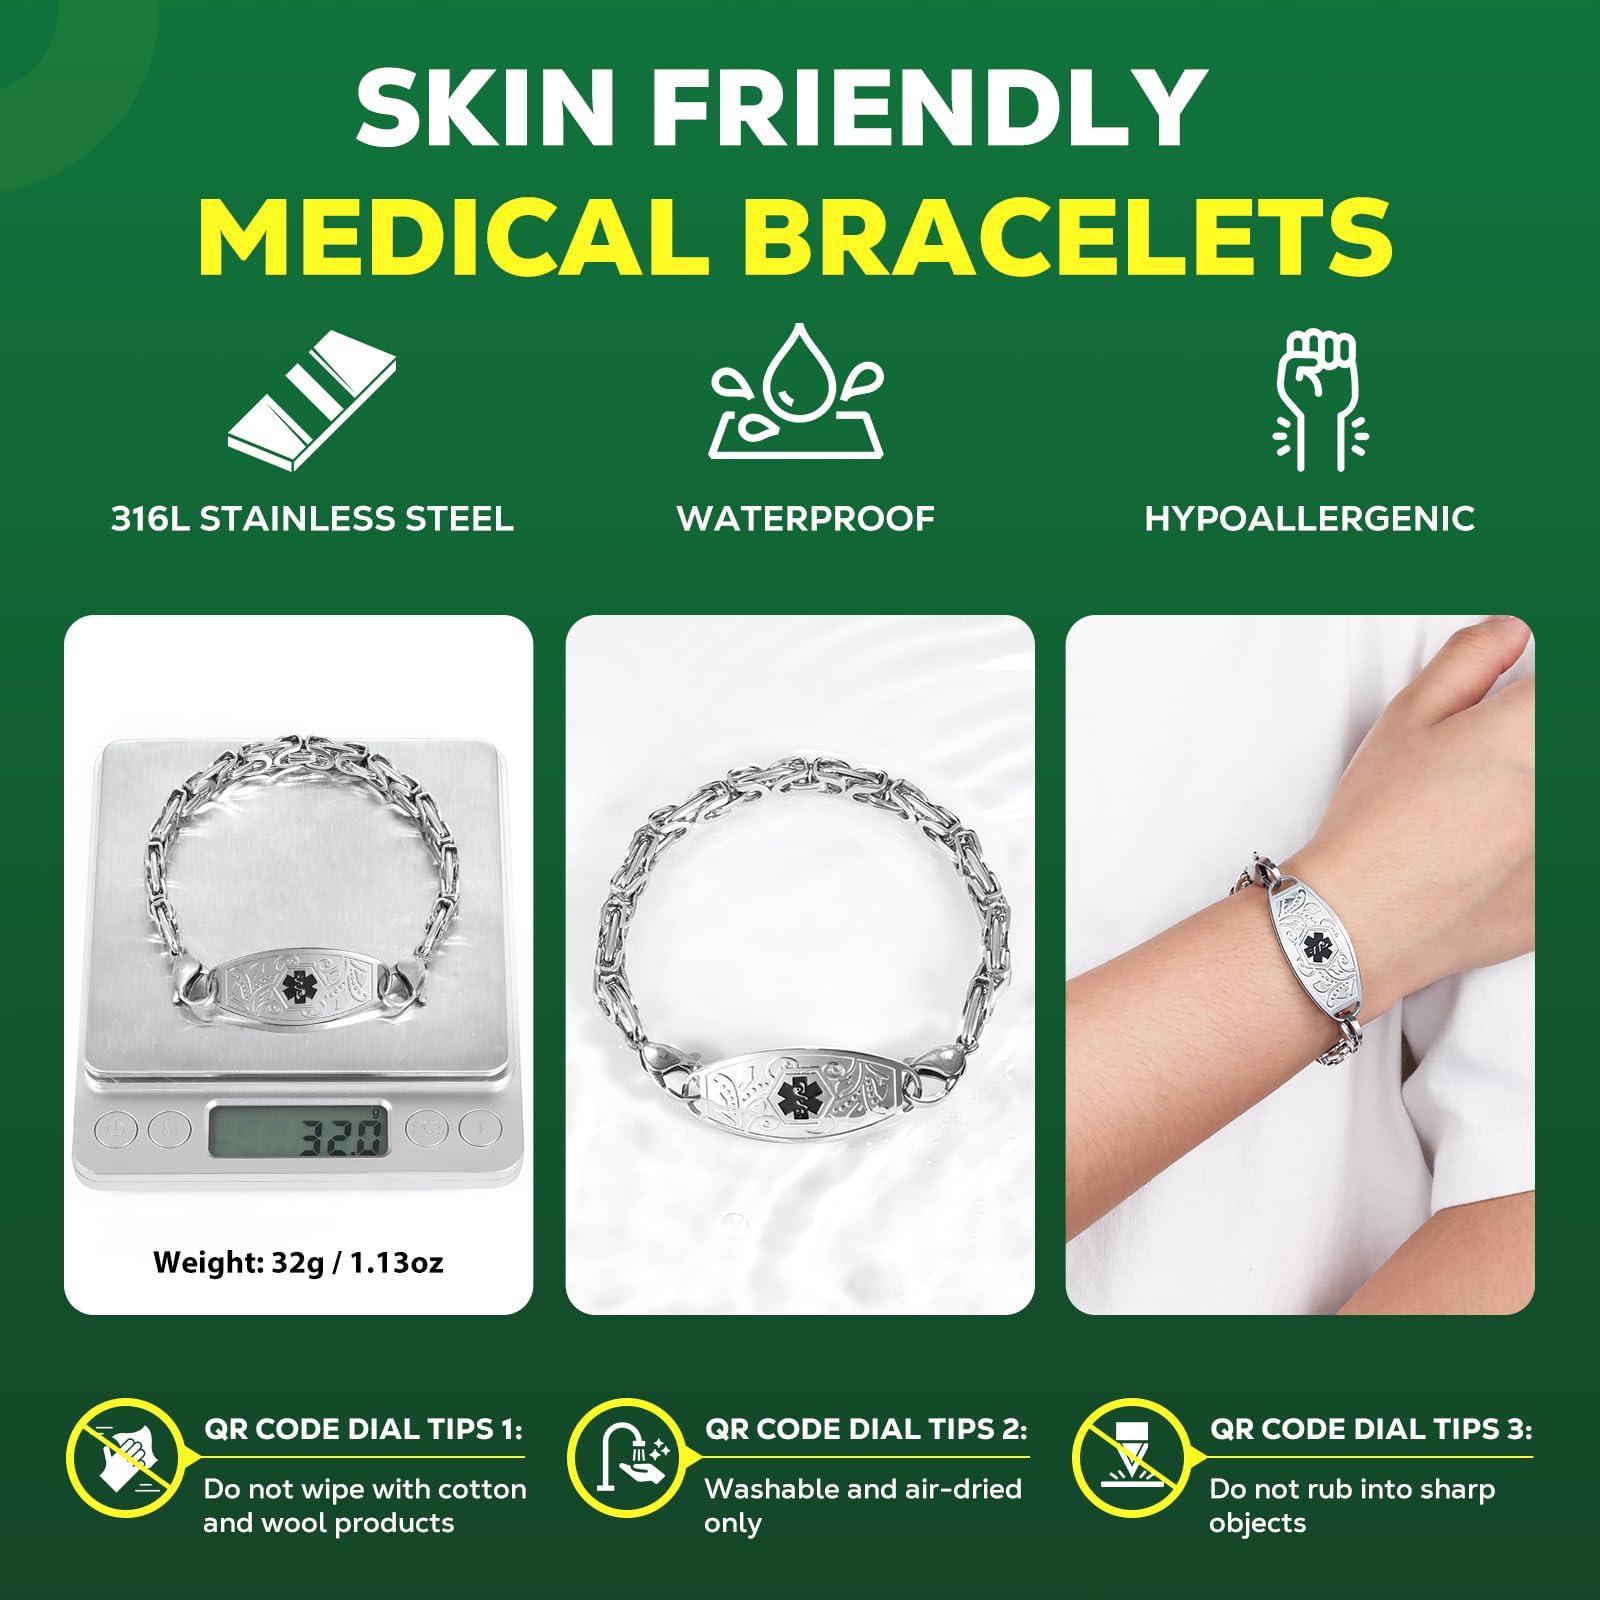 SKIN FRIENDLY
MEDICAL BRACELETS
316L STAINLESS STEEL
WATERPROOF
HYPOALLERGENIC
M
g
32.0
PCS
T
Weight: 32g / 1.13oz
QR CODE DIAL TIPS 1:
Do not wipe with cotton
and wool products
QR CODE DIAL TIPS 2:
Washable and air-dried
only
QR CODE DIAL TIPS 3:
Do not rub into sharp
objects